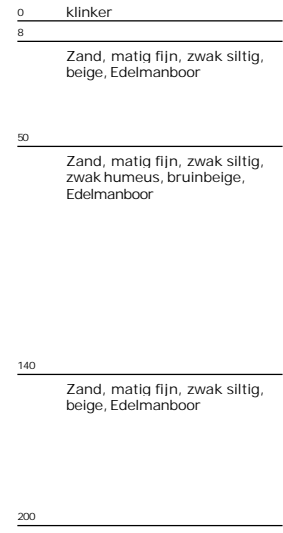 0 klinker
8
Zand, matig fijn, zwak siltig,
beige, Edelmanboor
50
Zand, matig fijn, zwak siltig,
zwak humeus, bruinbeige,
Edelmanboor
140
Zand, matig fijn, zwak siltig,
beige, Edelmanboor
200